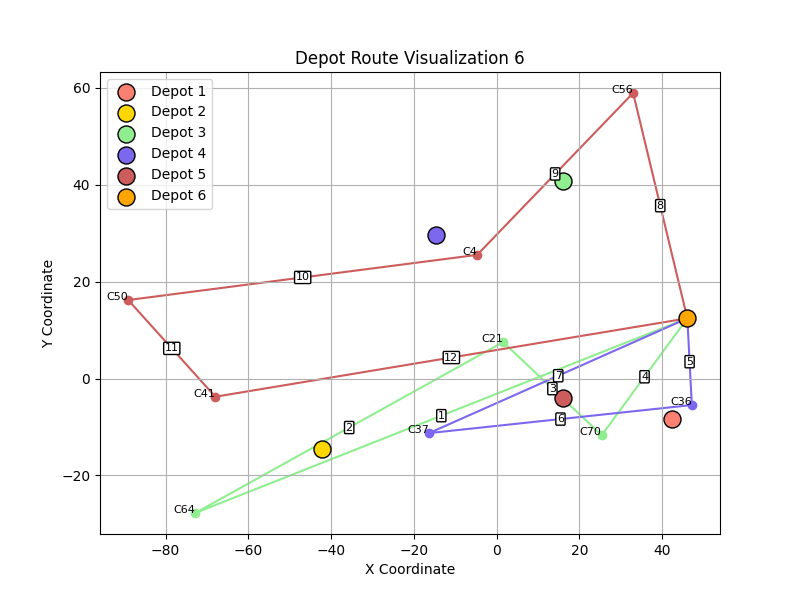 Depot Route Visualization 6
Depot 1
Depot 2
Depot 3
Depot 4
Depot 5
Depot 6
Y Coordinate
60
40
20
0
−20
−80
−60
−40
−20
0
20
40
X Coordinate
C56
9
8
C4
10
C50
11
C21
12
7
5
4
3
C41
C36
1
2
6
C37
C70
C64